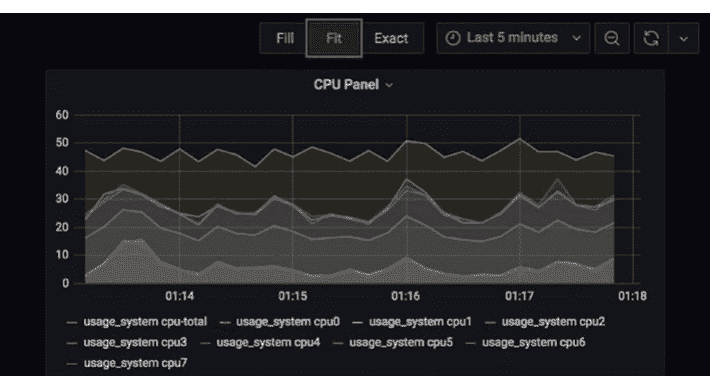 Fill Fit Exact Last 5 minutes
CPU Panel
60
50
40
30
20
10
0
01:14 01:15 01:16 01:17 01:18
usage_system cpu-total usage_system cpu0 usage_system cpu1 usage_system cpu2
usage_system cpu3 usage_system cpu4 usage_system cpu5 usage_system cpu6
usage_system cpu7